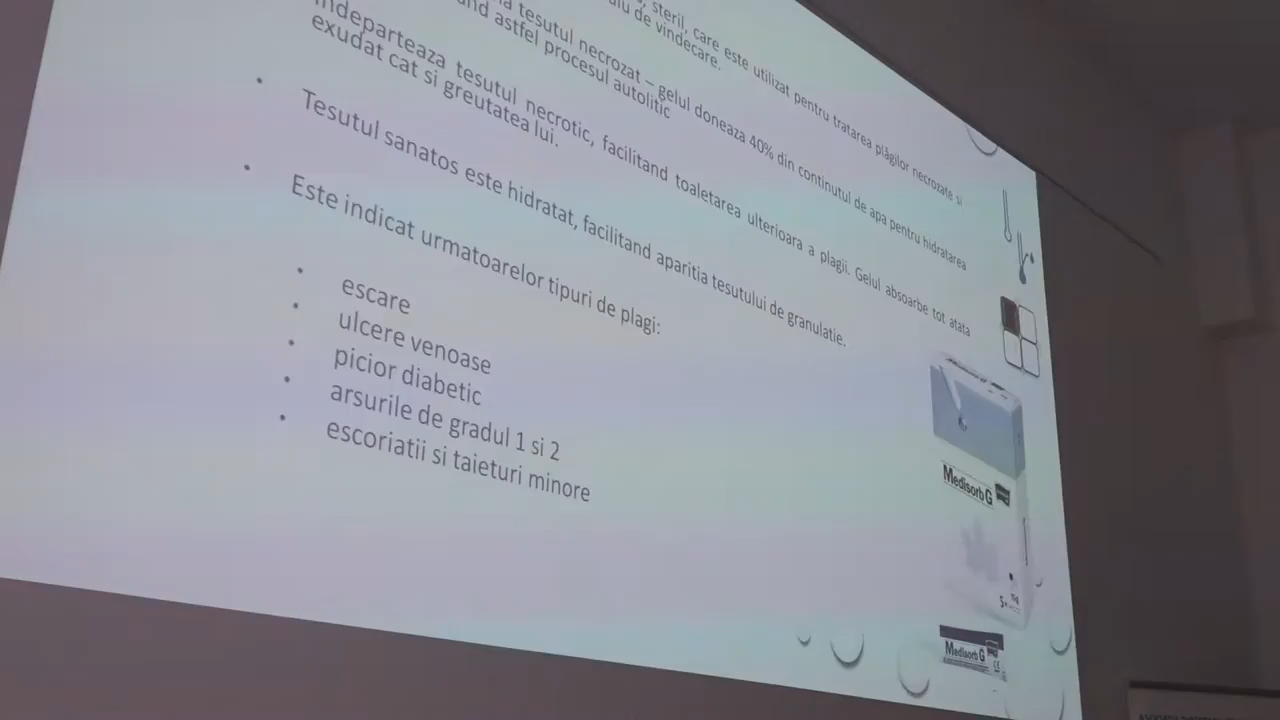 steril, care este utilizat pentru tratarea plăgilor necrozate si
de vindecare.
tesutul necrozat – gelul doneaza 40% din continutul de apa pentru hidratarea
astfel procesul autolitic
Indeparteaza tesutul necrotic, facilitand toaletarea ulterioara a plagii. Gelul absoarbe tot atata
exudat cat si greutatea lui.
• Tesutul sanatos este hidratat, facilitand aparitia tesutului de granulatie.
• Este indicat urmatoarelor tipuri de plagi:
• escare
• ulcere venoase
• picior diabetic
• arsurile de gradul 1 si 2
• escoriatii si taieturi minore
Medisorb G
Medisorb G